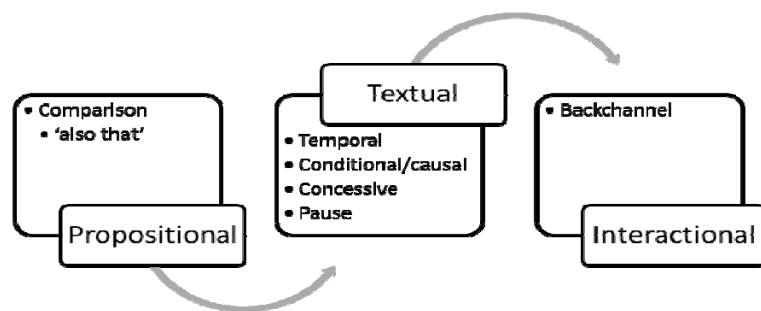 • Comparison
• 'also that'
Propositional
Textual
• Temporal
• Conditional/causal
• Concessive
• Pause
• Backchannel
Interactional